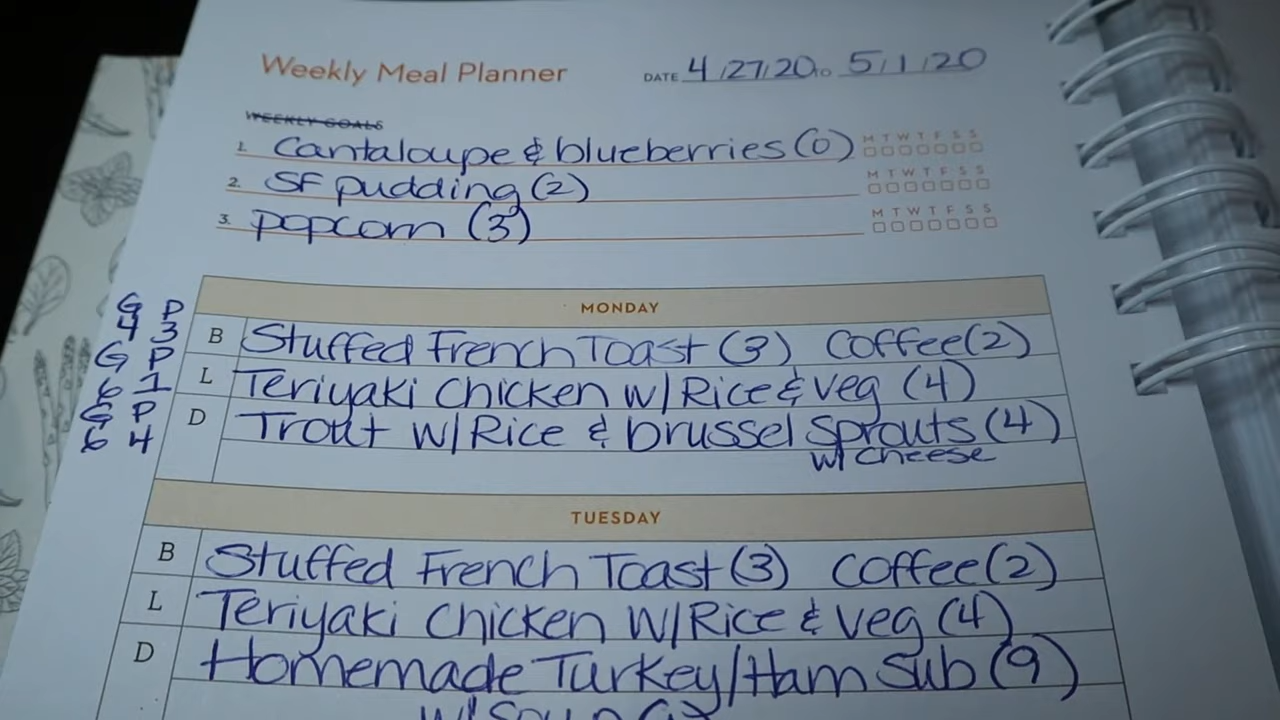 Weekly Meal Planner DATE 4/27/20 to 5/1/20
WEEKLY GOALS
M T W T F S S
1. Cantaloupe & blueberries (0)
M T W T F S S
2. SF pudding (2)
M T W T F S S
3. popcorn (3)
MONDAY
G P
4 3
B Stuffed French Toast (3) Coffee (2)
G P
6 1
L Teriyaki Chicken w/ Rice & veg (4)
G P
6 4
D Trout w/ Rice & brussel sprouts (4)
w/ cheese
TUESDAY
B Stuffed French Toast (3) Coffee (2)
L Teriyaki Chicken w/ Rice & veg (4)
D Homemade Turkey/Ham Sub (9)
w/ Soup